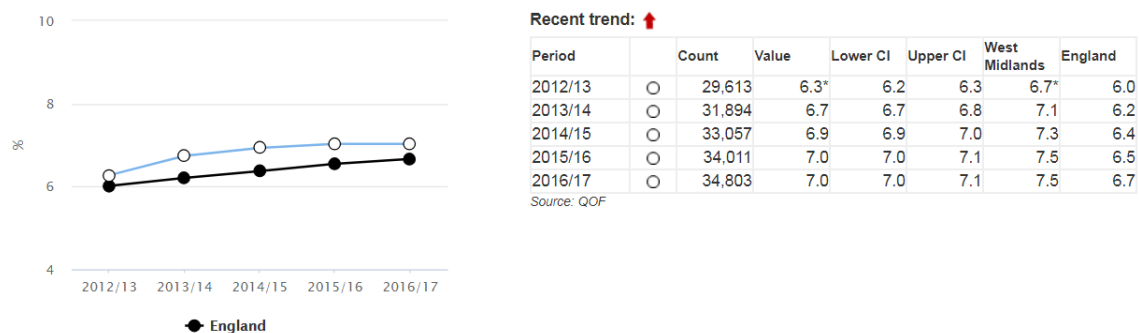 10
8
%
6
4
2012/13 2013/14 2014/15 2015/16 2016/17
England
Recent trend:
Period Count Value Lower CI Upper CI West Midlands England
2012/13 29,613 6.3* 6.2 6.3 6.7* 6.0
2013/14 31,894 6.7 6.7 6.8 7.1 6.2
2014/15 33,057 6.9 6.9 7.0 7.3 6.4
2015/16 34,011 7.0 7.0 7.1 7.5 6.5
2016/17 34,803 7.0 7.0 7.1 7.5 6.7
Source: QOF